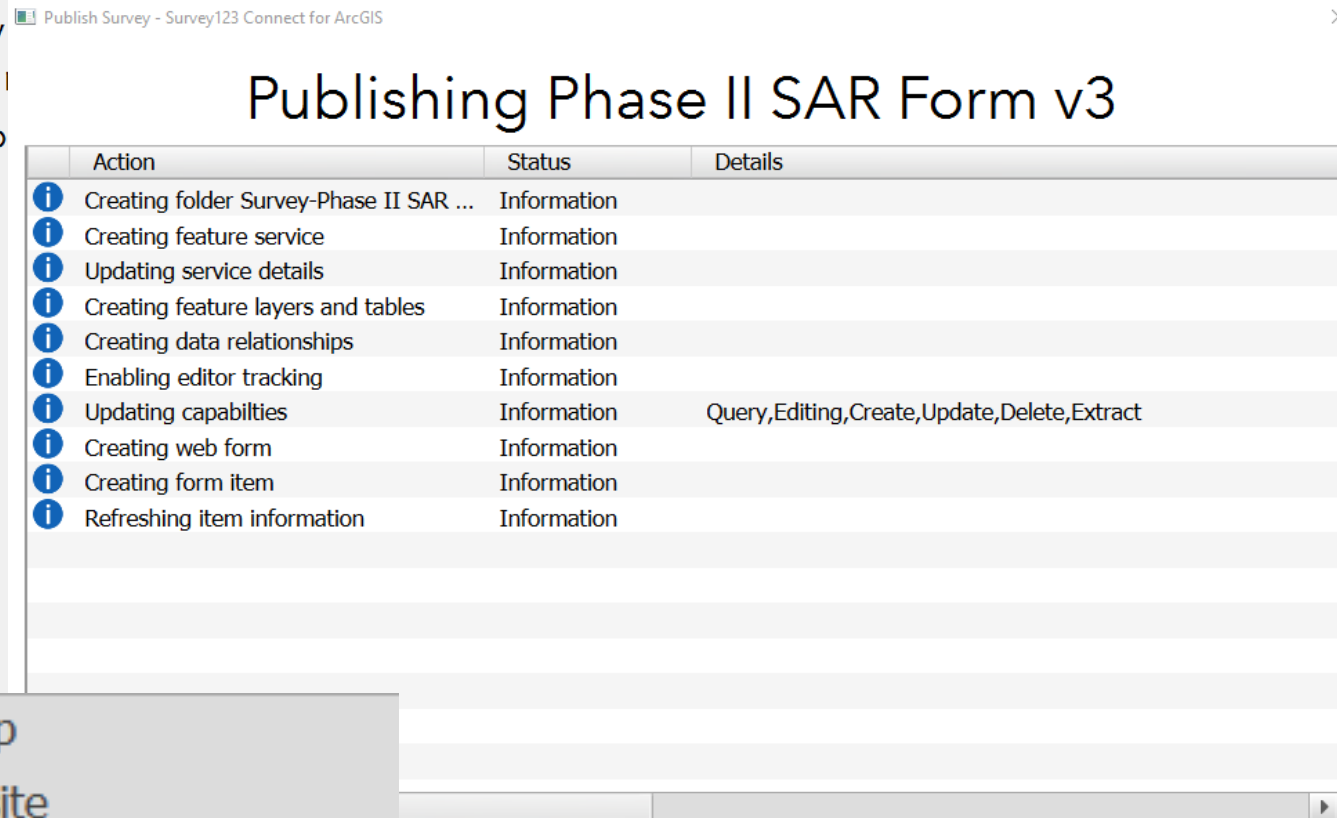 Publish Survey - Survey123 Connect for ArcGIS
Publishing Phase II SAR Form v3
Action Status Details
Creating folder Survey-Phase II SAR ... Information
Creating feature service Information
Updating service details Information
Creating feature layers and tables Information
Creating data relationships Information
Enabling editor tracking Information
Updating capabilties Information Query,Editing,Create,Update,Delete,Extract
Creating web form Information
Creating form item Information
Refreshing item information Information